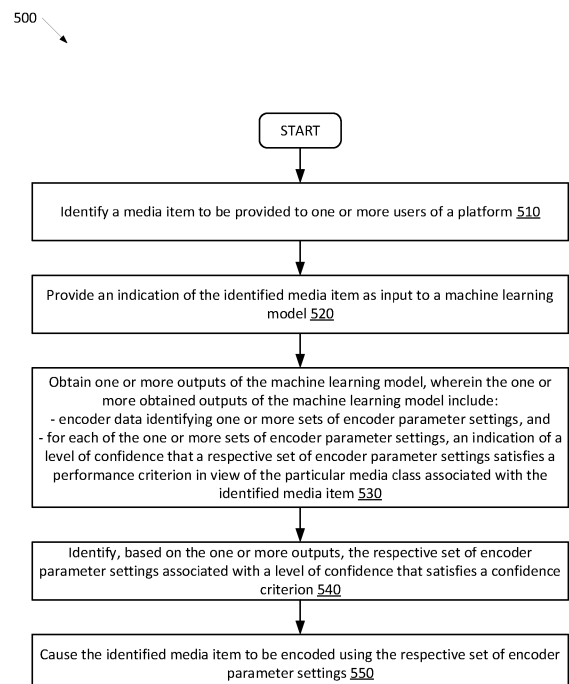 500
START
Identify a media item to be provided to one or more users of a platform 510
Provide an indication of the identified media item as input to a machine learning
model 520
Obtain one or more outputs of the machine learning model, wherein the one or
more obtained outputs of the machine learning model include:
- encoder data identifying one or more sets of encoder parameter settings, and
- for each of the one or more sets of encoder parameter settings, an indication of a
level of confidence that a respective set of encoder parameter settings satisfies a
performance criterion in view of the particular media class associated with the
identified media item 530
Identify, based on the one or more outputs, the respective set of encoder
parameter settings associated with a level of confidence that satisfies a confidence
criterion 540
Cause the identified media item to be encoded using the respective set of encoder
parameter settings 550